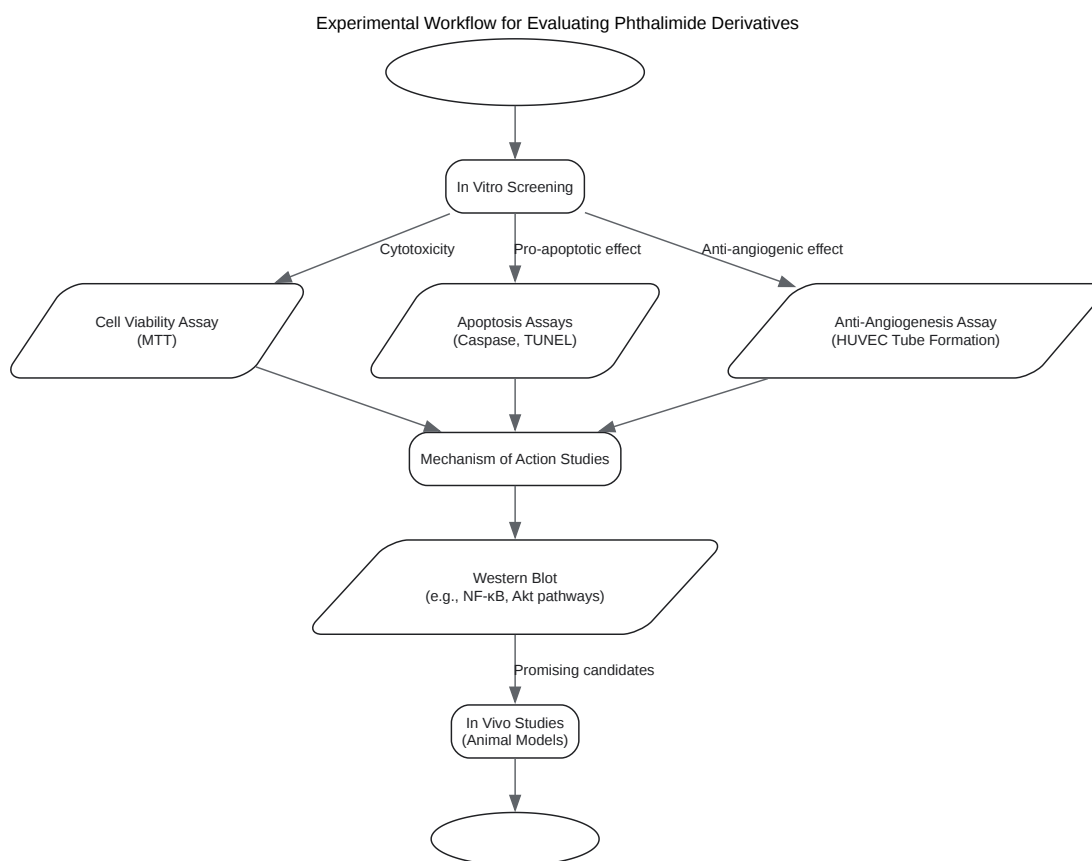 Experimental Workflow for Evaluating Phthalimide Derivatives
In Vitro Screening
Cytotoxicity
Pro-apoptotic effect
Anti-angiogenic effect
Cell Viability Assay
(MTT)
Apoptosis Assays
(Caspase, TUNEL)
Anti-Angiogenesis Assay
(HUVEC Tube Formation)
Mechanism of Action Studies
Western Blot
(e.g., NF-κB, Akt pathways)
Promising candidates
In Vivo Studies
(Animal Models)